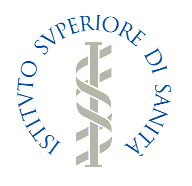 ISTITVTO SVPERIORE DI SANITÀ